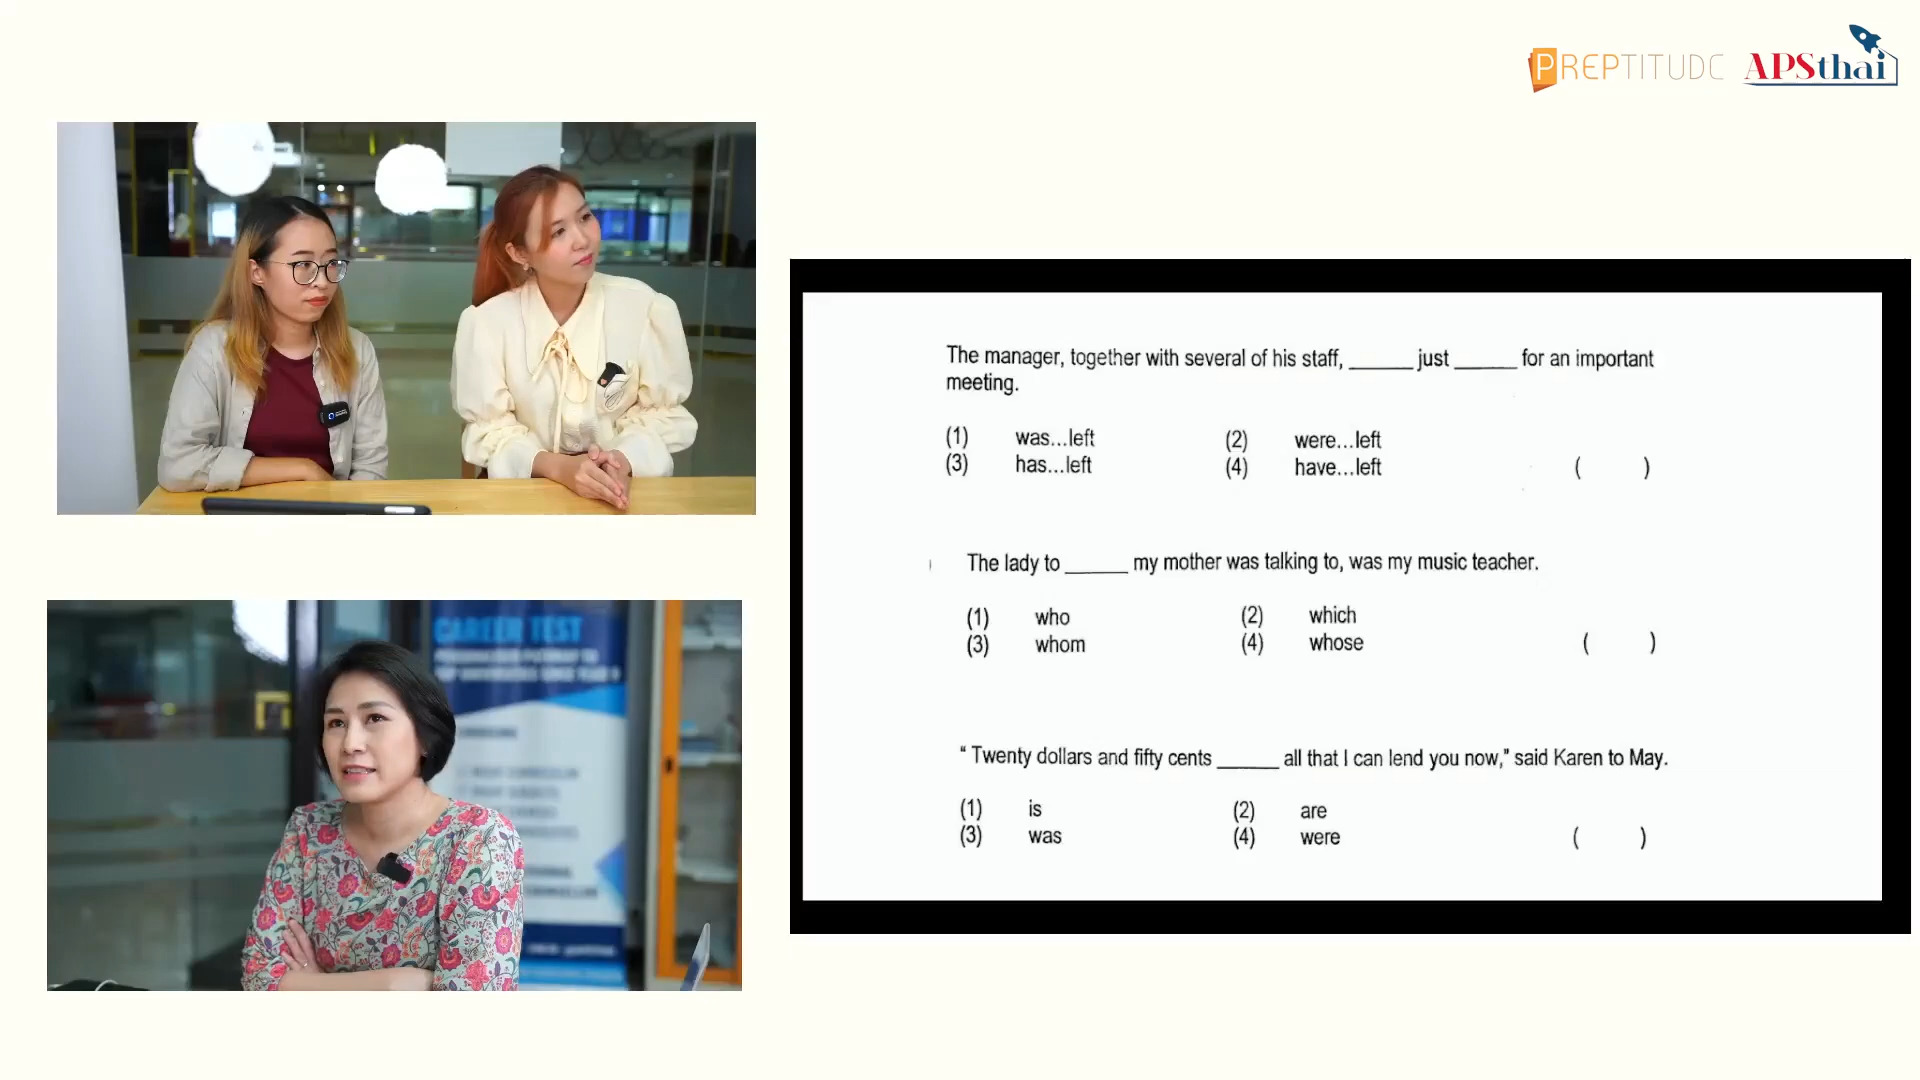 PREPTITUDE APSthai
CAREER TEST
The manager, together with several of his staff, ______ just ______ for an important
meeting.
(1) was...left (2) were...left
(3) has...left (4) have...left ( )
The lady to ______ my mother was talking to, was my music teacher.
(1) who (2) which
(3) whom (4) whose ( )
“ Twenty dollars and fifty cents ______ all that I can lend you now,” said Karen to May.
(1) is (2) are
(3) was (4) were ( )